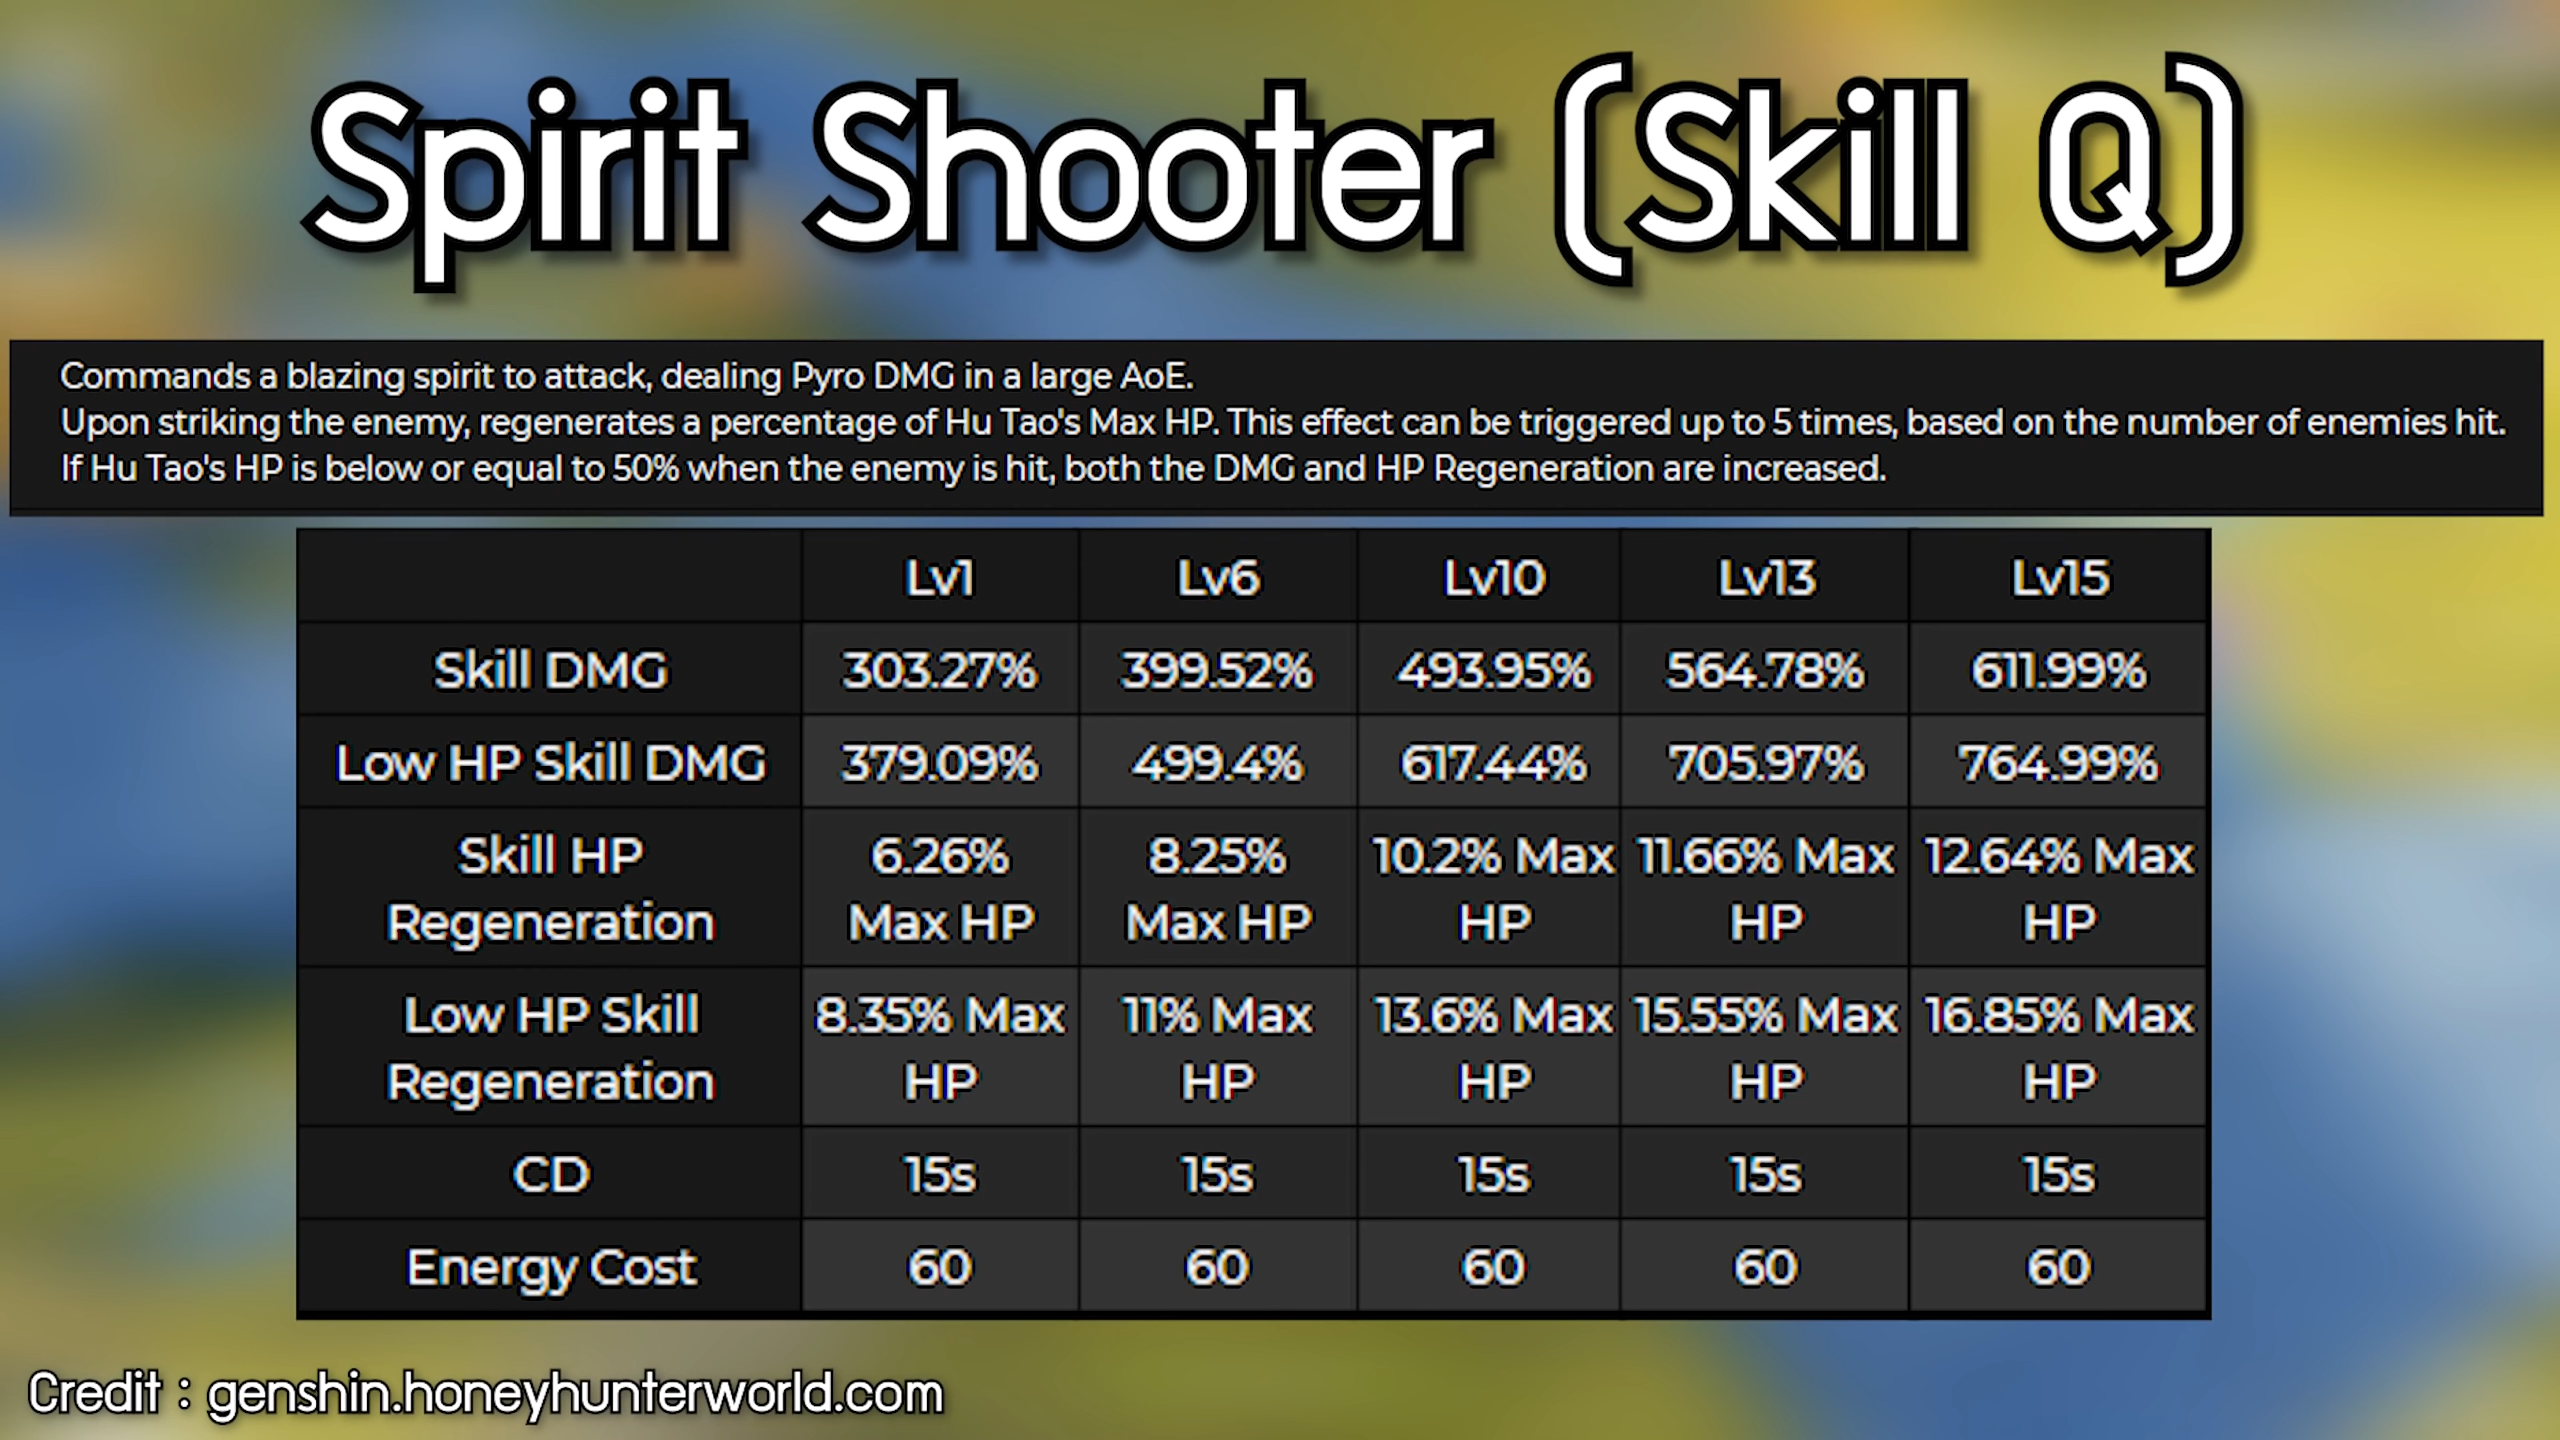 Spirit Shooter (Skill Q)
Commands a blazing spirit to attack, dealing Pyro DMG in a large AoE.
Upon striking the enemy, regenerates a percentage of Hu Tao's Max HP. This effect can be triggered up to 5 times, based on the number of enemies hit.
If Hu Tao's HP is below or equal to 50% when the enemy is hit, both the DMG and HP Regeneration are increased.
Lv1 Lv6 Lv10 Lv13 Lv15
Skill DMG 303.27% 399.52% 493.95% 564.78% 611.99%
Low HP Skill DMG 379.09% 499.4% 617.44% 705.97% 764.99%
Skill HP 6.26% 8.25% 10.2% Max 11.66% Max 12.64% Max
Regeneration Max HP Max HP HP HP HP
Low HP Skill 8.35% Max 11% Max 13.6% Max 15.55% Max 16.85% Max
Regeneration HP HP HP HP HP
CD 15s 15s 15s 15s 15s
Energy Cost 60 60 60 60 60
Credit : genshin.honeyhunterworld.com